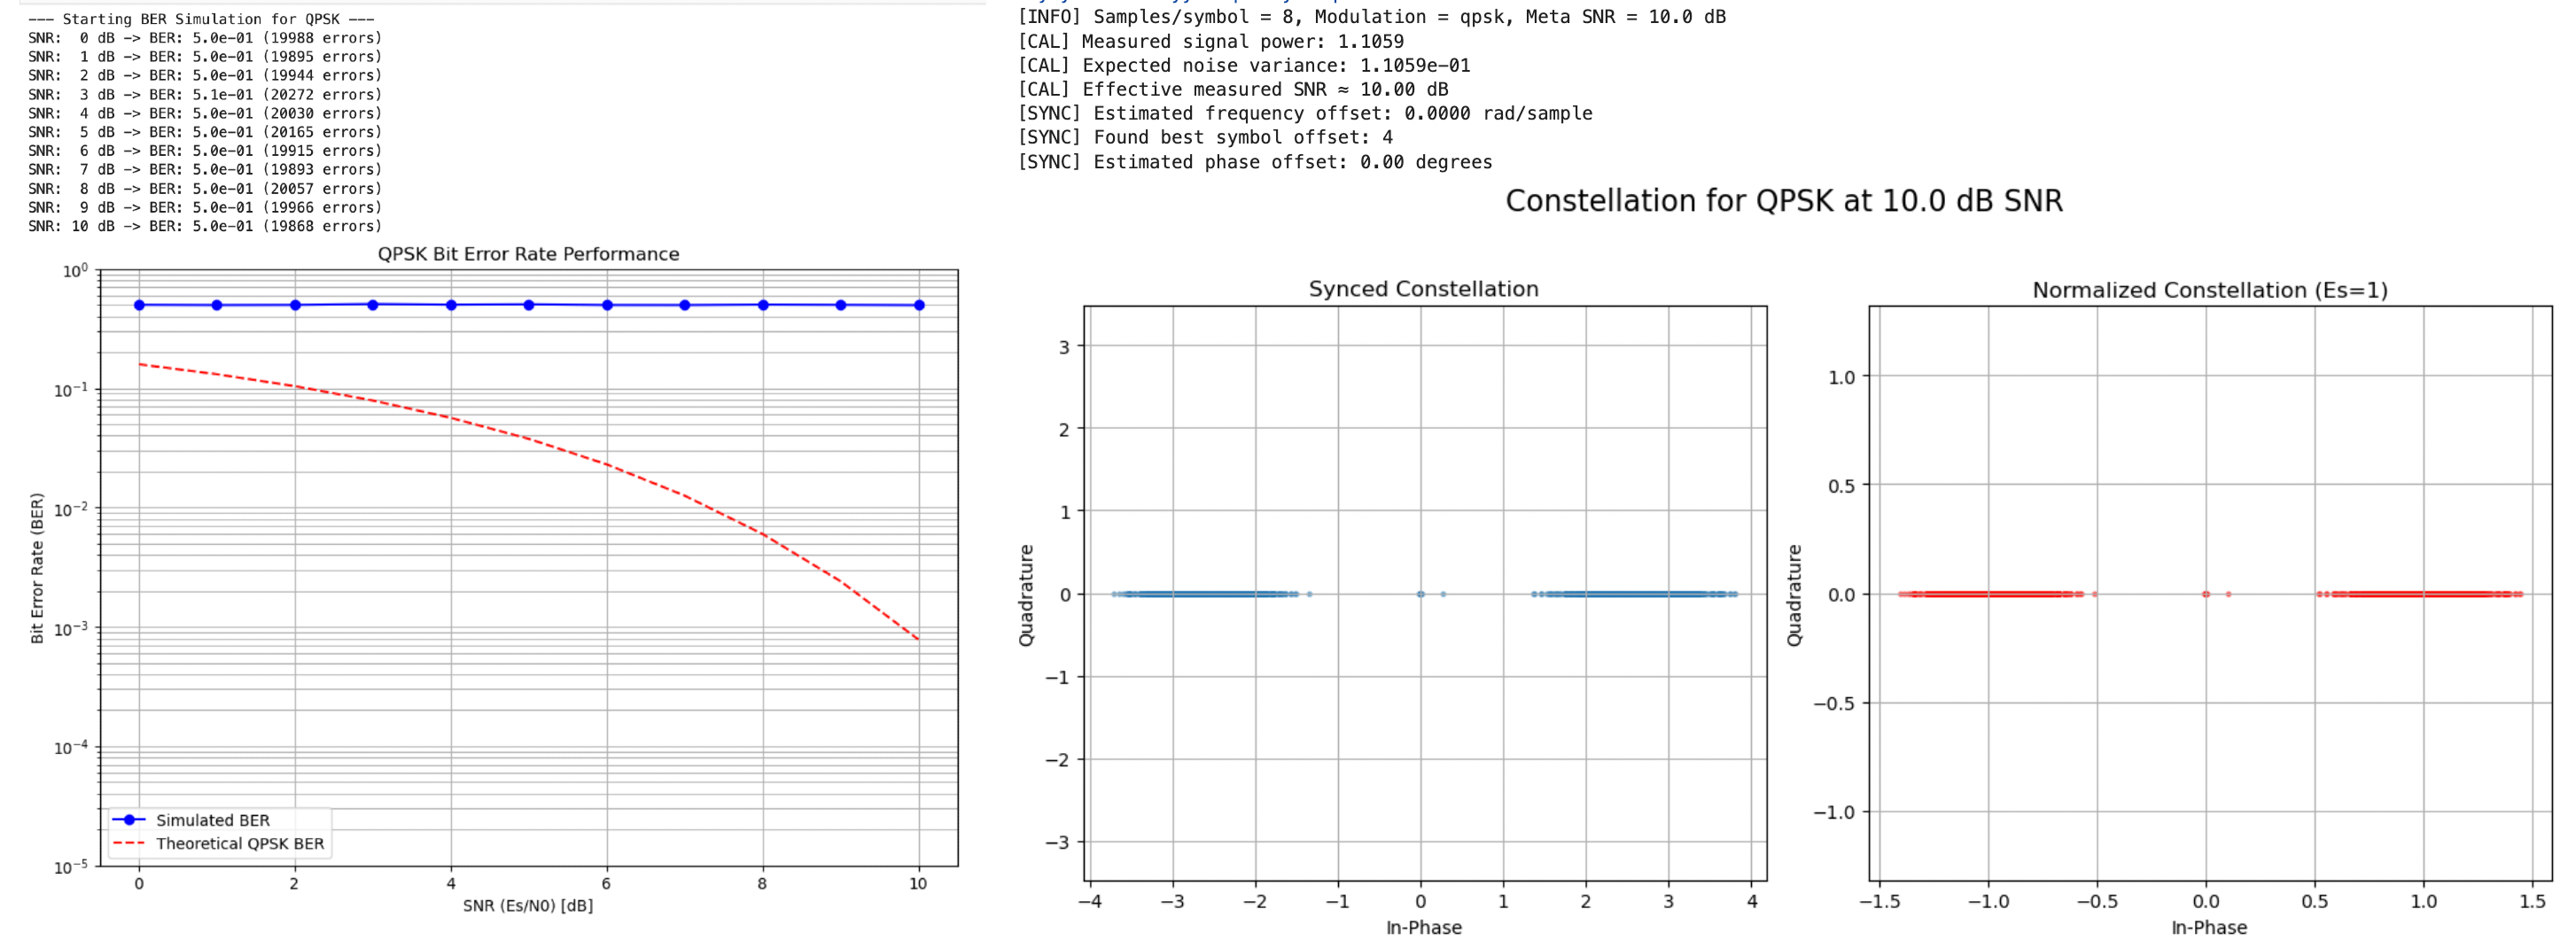 --- Starting BER Simulation for QPSK ---
SNR:  0 dB -> BER: 5.0e-01 (19988 errors)
SNR:  1 dB -> BER: 5.0e-01 (19895 errors)
SNR:  2 dB -> BER: 5.0e-01 (19944 errors)
SNR:  3 dB -> BER: 5.1e-01 (20272 errors)
SNR:  4 dB -> BER: 5.0e-01 (20030 errors)
SNR:  5 dB -> BER: 5.0e-01 (20165 errors)
SNR:  6 dB -> BER: 5.0e-01 (19915 errors)
SNR:  7 dB -> BER: 5.0e-01 (19893 errors)
SNR:  8 dB -> BER: 5.0e-01 (20057 errors)
SNR:  9 dB -> BER: 5.0e-01 (19966 errors)
SNR: 10 dB -> BER: 5.0e-01 (19868 errors)
QPSK Bit Error Rate Performance
Bit Error Rate (BER)
10⁰
10⁻¹
10⁻²
10⁻³
10⁻⁴
10⁻⁵
Simulated BER
Theoretical QPSK BER
0 2 4 6 8 10
SNR (Es/N0) [dB]
[INFO] Samples/symbol = 8, Modulation = qpsk, Meta SNR = 10.0 dB
[CAL] Measured signal power: 1.1059
[CAL] Expected noise variance: 1.1059e-01
[CAL] Effective measured SNR ≈ 10.00 dB
[SYNC] Estimated frequency offset: 0.0000 rad/sample
[SYNC] Found best symbol offset: 4
[SYNC] Estimated phase offset: 0.00 degrees
Constellation for QPSK at 10.0 dB SNR
Synced Constellation
Quadrature
3
2
1
0
−1
−2
−3
−4 −3 −2 −1 0 1 2 3 4
In-Phase
Normalized Constellation (Es=1)
Quadrature
1.0
0.5
0.0
−0.5
−1.0
−1.5 −1.0 −0.5 0.0 0.5 1.0 1.5
In-Phase